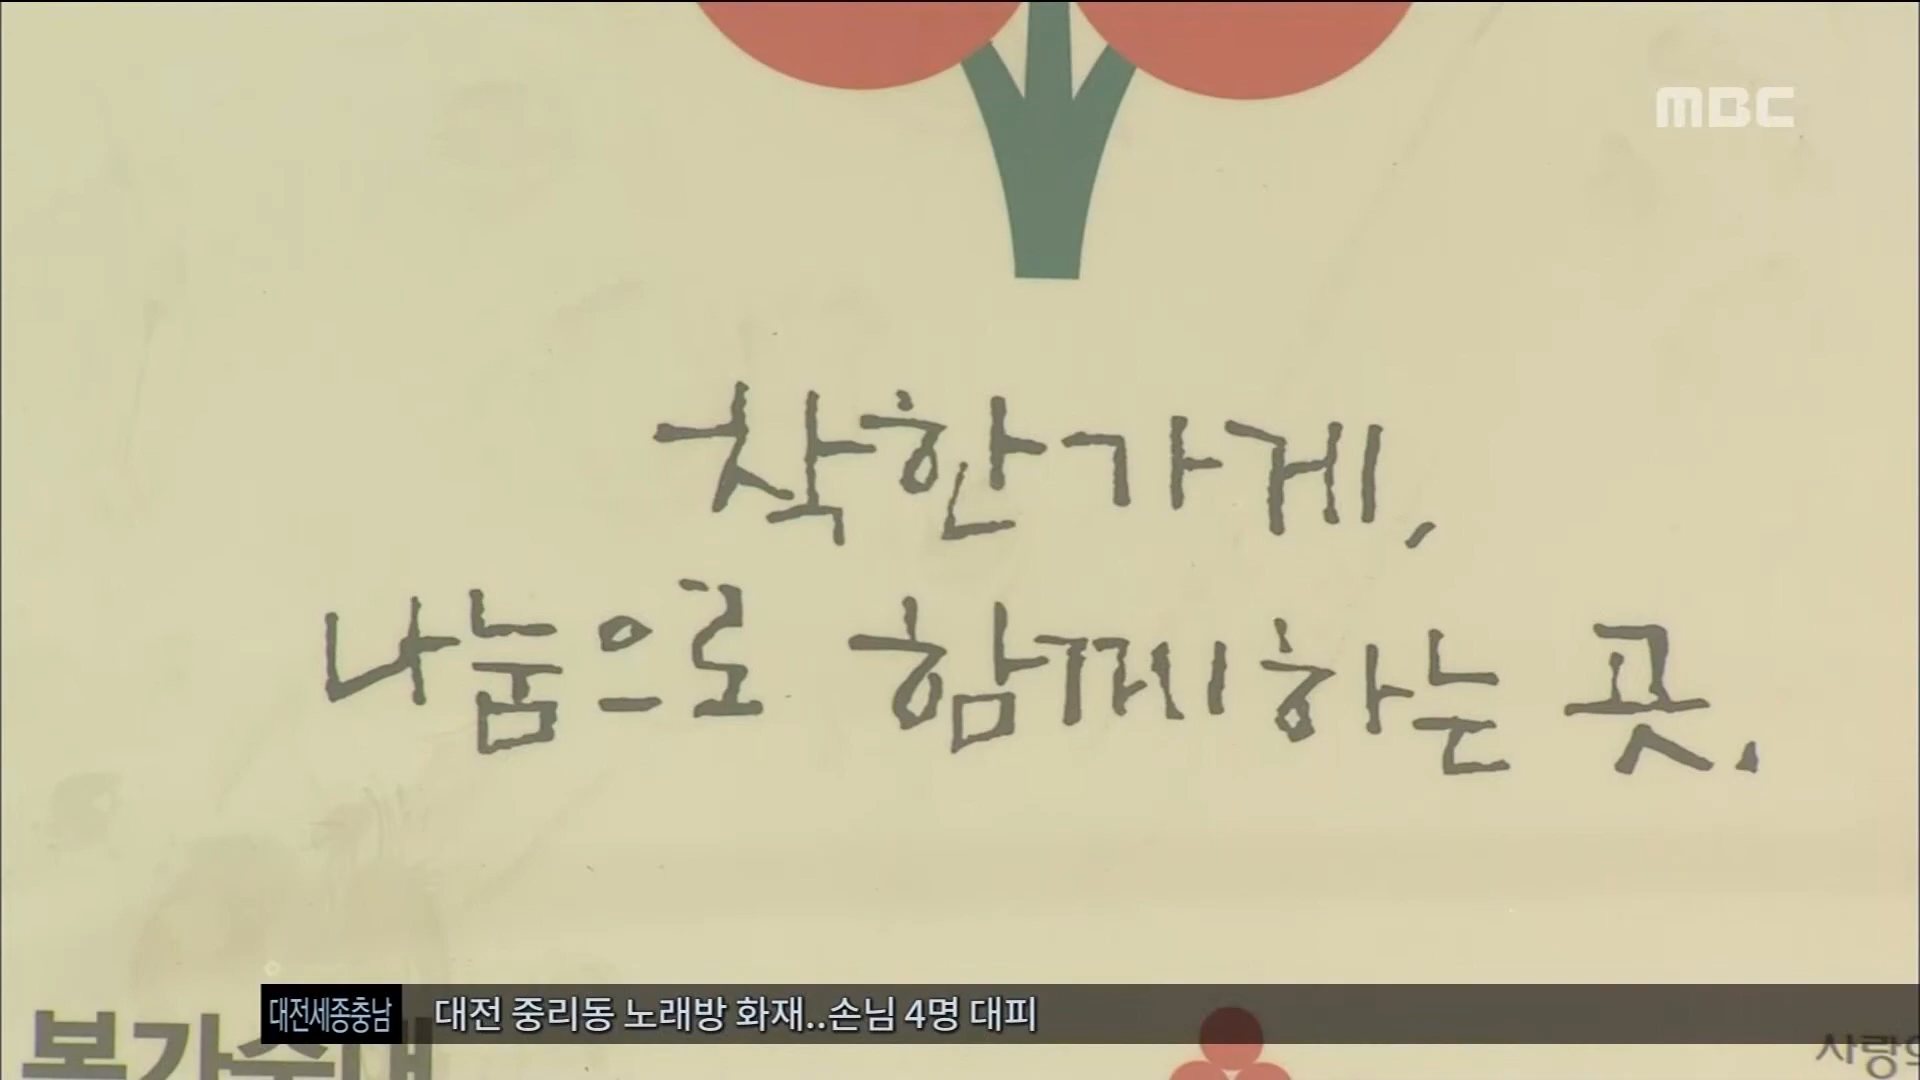 MBC
착한가게,
나눔으로 함께하는 곳.
대전세종충남 대전 중리동 노래방 화재..손님 4명 대피